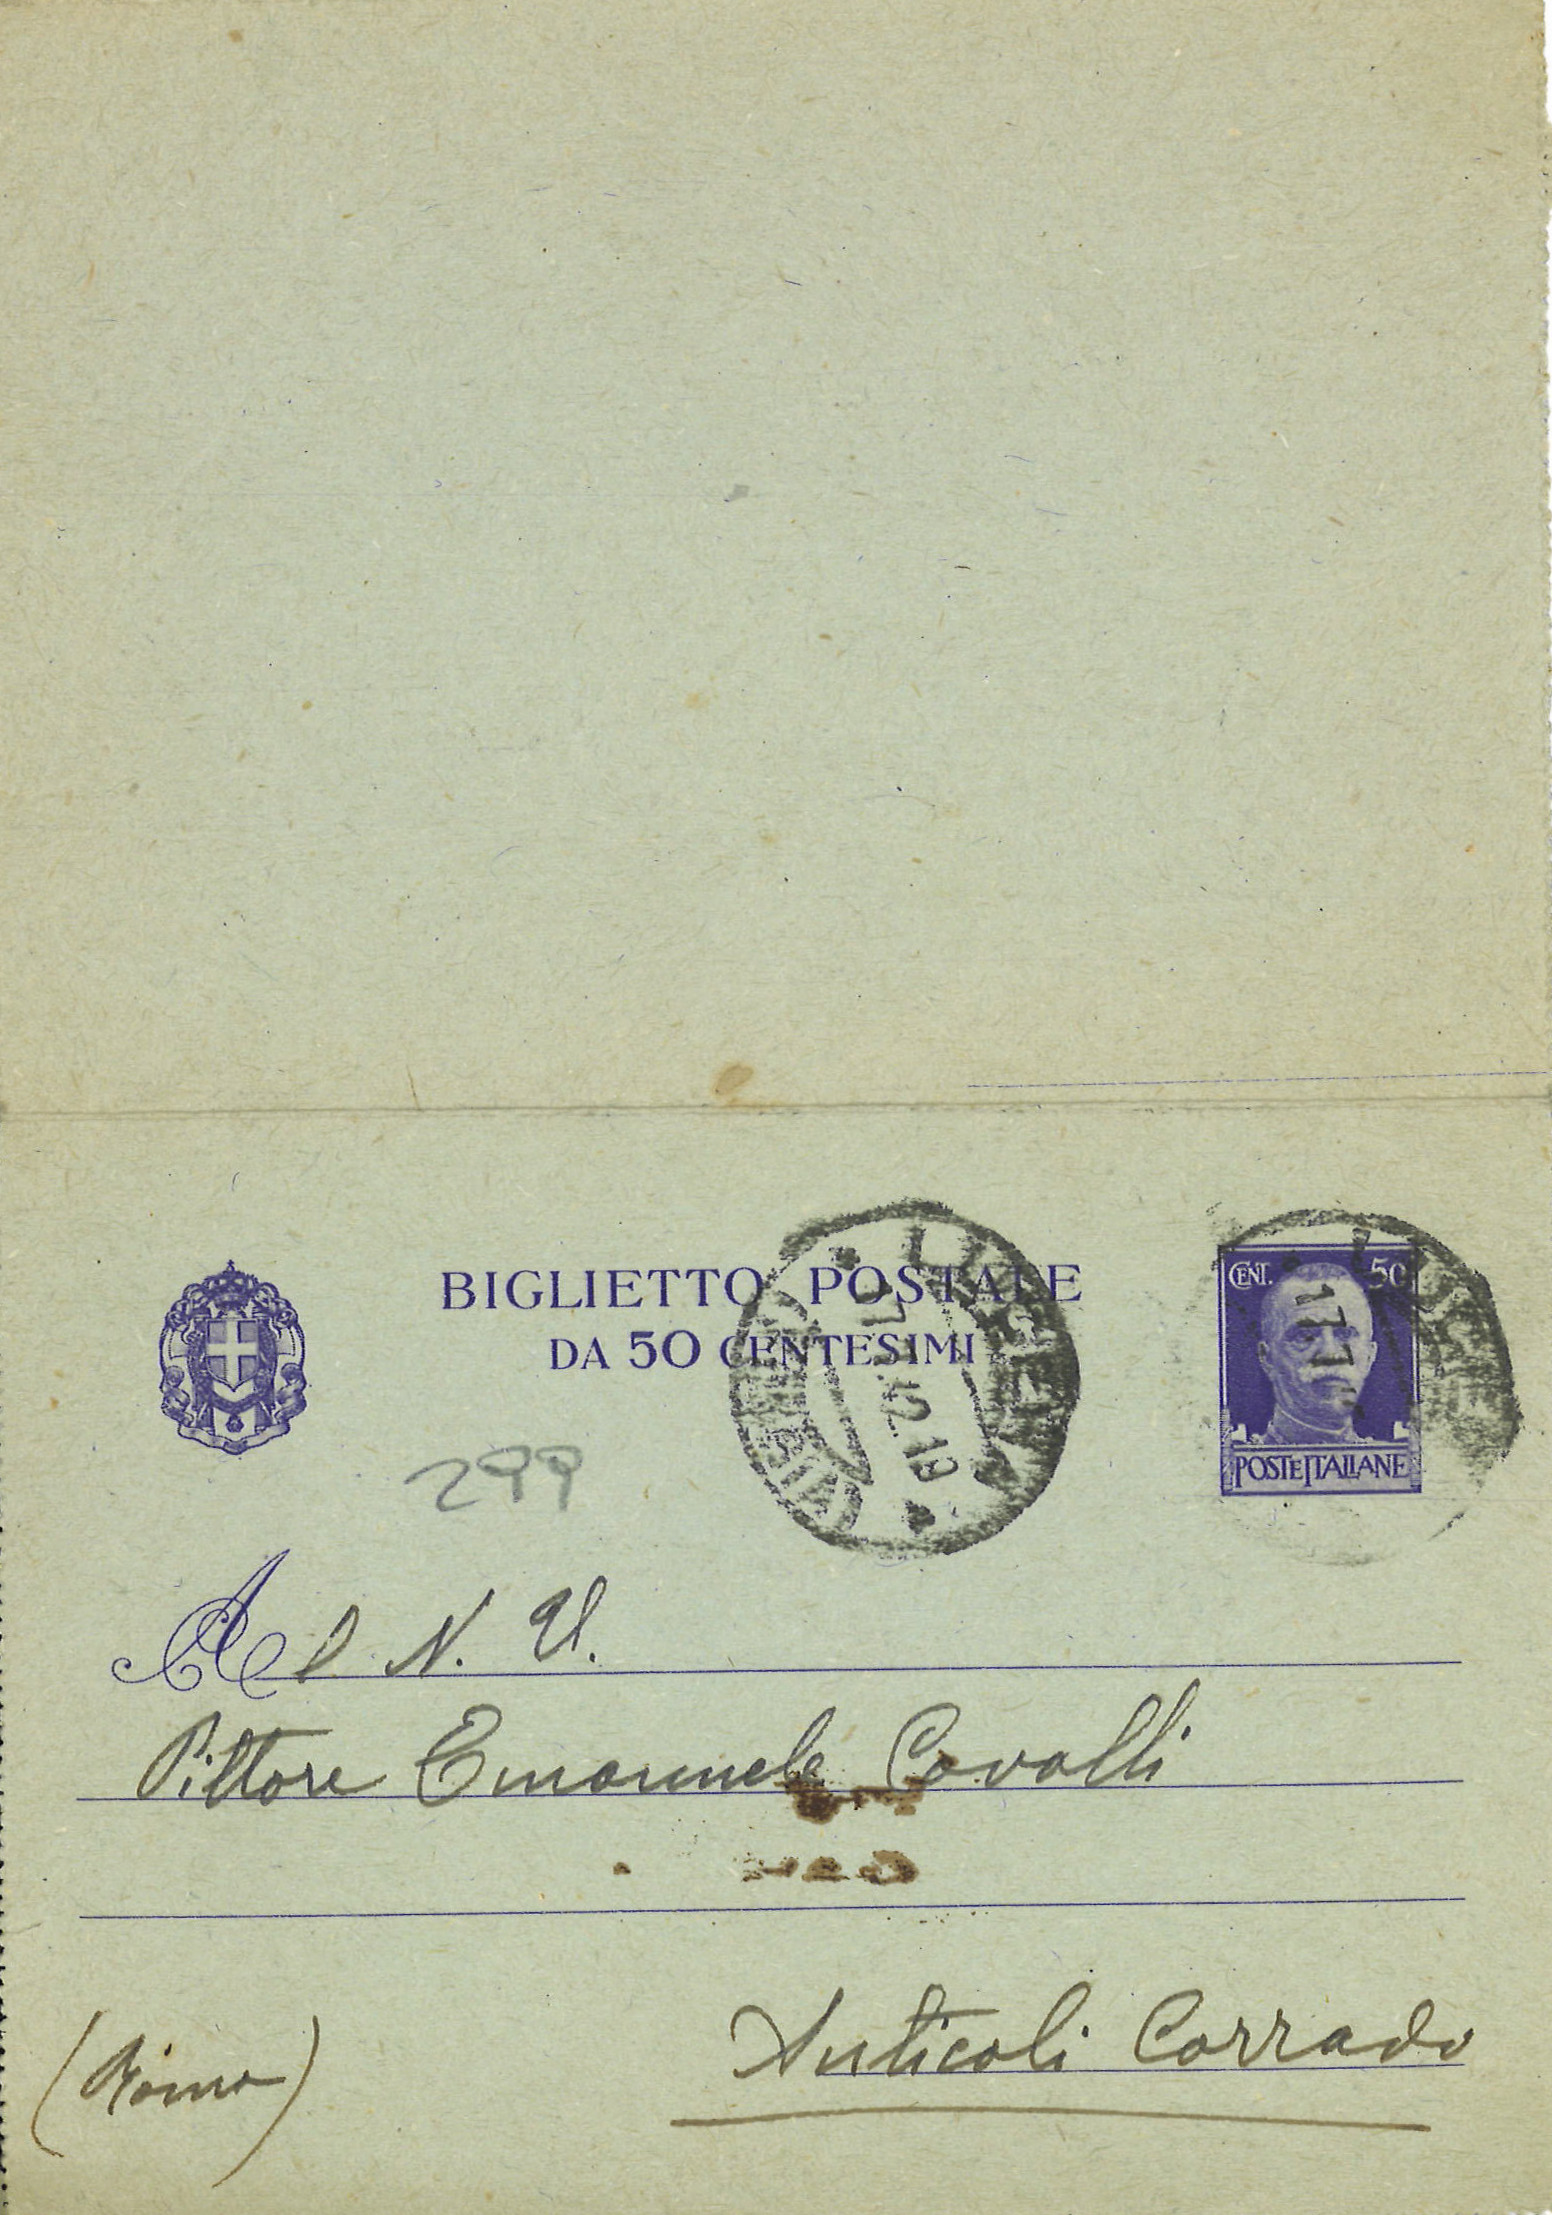 BIGLIETTO POSTALE
DA 50 CENTESIMI
CENT. 50
POSTE ITALIANE
299
Al N. U.
Pittore Emanuele Cavalli
Anticoli Corrado
(Roma)